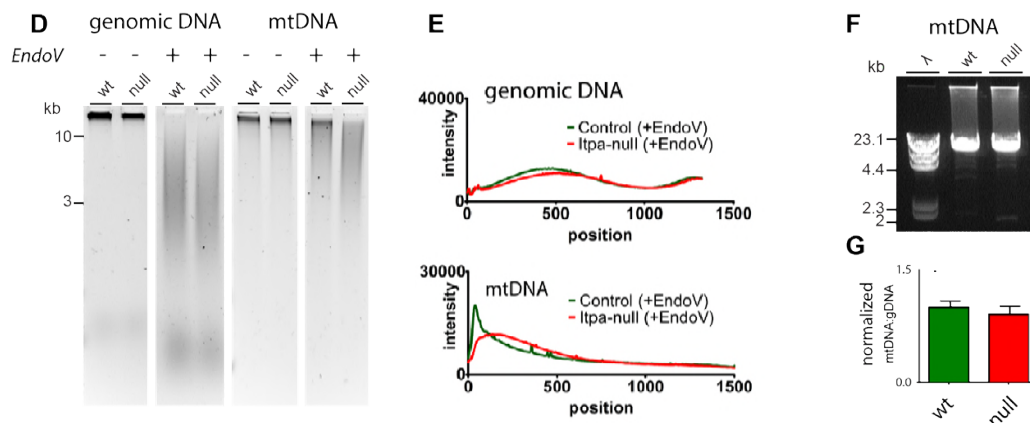 D
genomic DNA
mtDNA
EndoV
- - + + - - + +
wt null wt null wt null wt null
kb
10
3
E
genomic DNA
40000
intensity
Control (+EndoV)
Itpa-null (+EndoV)
0
0 500 1000 1500
position
mtDNA
30000
intensity
Control (+EndoV)
Itpa-null (+EndoV)
0
0 500 1000 1500
position
F
mtDNA
kb
λ wt null
23.1
4.4
2.3
2
G
normalized
mtDNA:gDNA
1.5
0.0
wt null